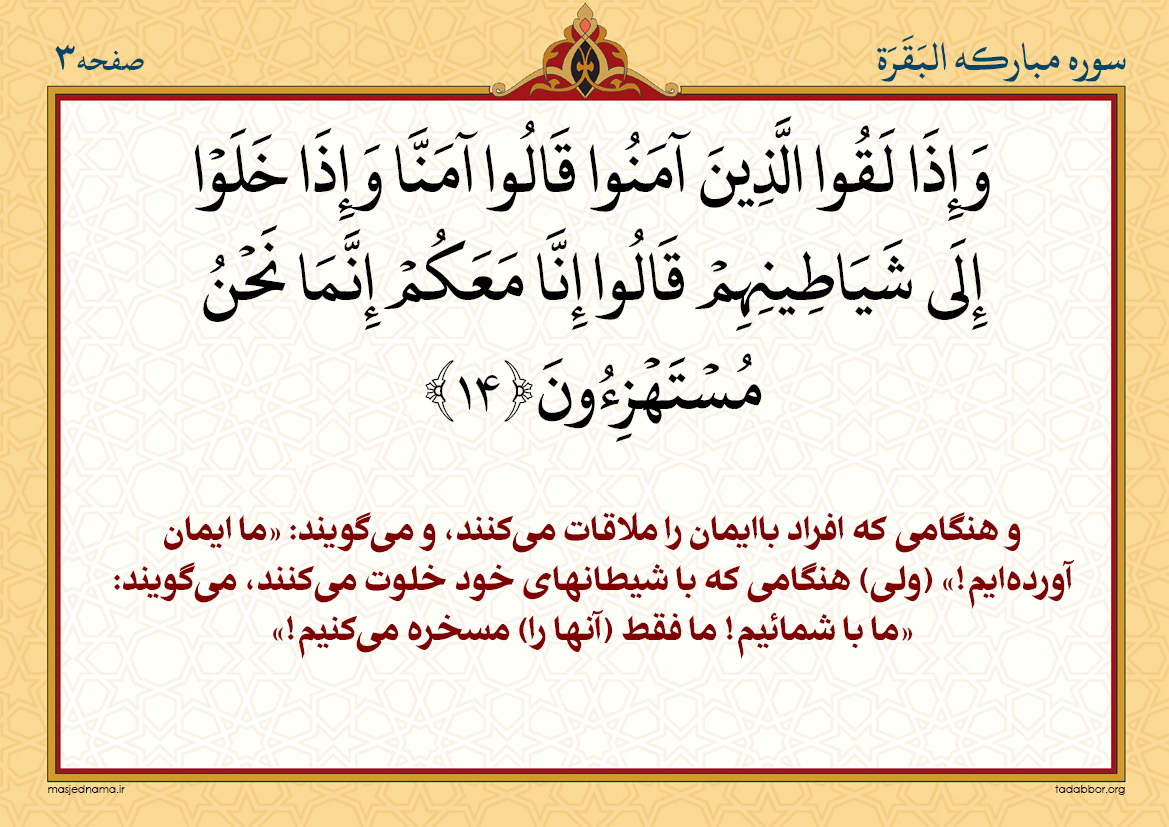 سوره مبارکه البَقَرَة
صفحه ۳
وَإِذَا لَقُوا الَّذِينَ آمَنُوا قَالُوا آمَنَّا وَإِذَا خَلَوْا
إِلَى شَيَاطِينِهِمْ قَالُوا إِنَّا مَعَكُمْ إِنَّمَا نَحْنُ
مُسْتَهْزِءُونَ ﴿۱۴﴾
و هنگامی که افراد باایمان را ملاقات می‌کنند، و می‌گویند: «ما ایمان
آورده‌ایم!» (ولی) هنگامی که با شیطانهای خود خلوت می‌کنند، می‌گویند:
«ما با شمائیم! ما فقط (آنها را) مسخره می‌کنیم!»
masjednama.ir
tadabbor.org